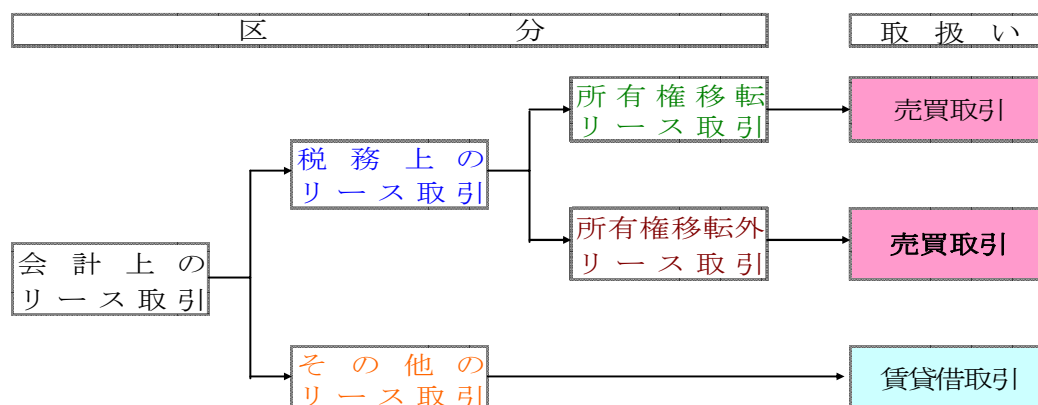 区分
取扱い
所有権移転
リース取引
売買取引
税務上の
リース取引
所有権移転外
リース取引
売買取引
会計上の
リース取引
その他の
リース取引
賃貸借取引